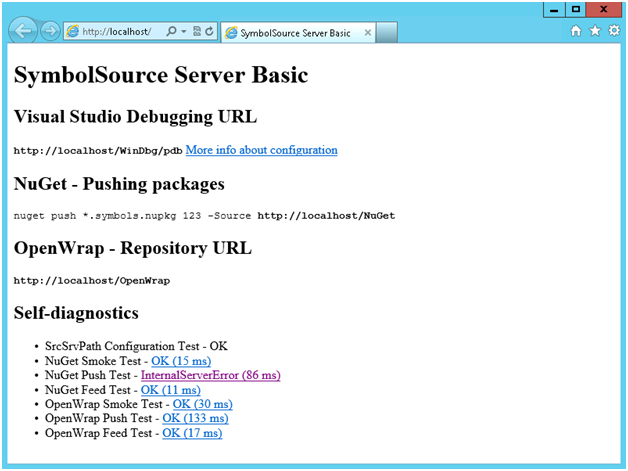 http://localhost/
SymbolSource Server Basic
SymbolSource Server Basic
Visual Studio Debugging URL
http://localhost/WinDbg/pdb More info about configuration
NuGet - Pushing packages
nuget push *.symbols.nupkg 123 -Source http://localhost/NuGet
OpenWrap - Repository URL
http://localhost/OpenWrap
Self-diagnostics
• SrcSrvPath Configuration Test - OK
• NuGet Smoke Test - OK (15 ms)
• NuGet Push Test - InternalServerError (86 ms)
• NuGet Feed Test - OK (11 ms)
• OpenWrap Smoke Test - OK (30 ms)
• OpenWrap Push Test - OK (133 ms)
• OpenWrap Feed Test - OK (17 ms)